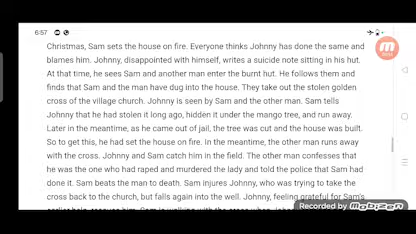 6:57
Christmas, Sam sets the house on fire. Everyone thinks Johnny has done the same and
blames him. Johnny, disappointed with himself, writes a suicide note sitting in his hut.
At that time, he sees Sam and another man enter the burnt hut. He follows them and
finds that Sam and the man have dug into the house. They take out the stolen golden
cross of the village church. Johnny is seen by Sam and the other man. Sam tells
Johnny that he had stolen it long ago, hidden it under the mango tree, and run away.
Later in the meantime, as he came out of jail, the tree was cut and the house was built.
So to get this, he had set the house on fire. In the meantime, the other man runs away
with the cross. Johnny and Sam catch him in the field. The other man confesses that
he was the one who had raped and murdered the lady and told the police that Sam had
done it. Sam beats the man to death. Sam injures Johnny, who was trying to take the
cross back to the church, but falls again into the well. Johnny, feeling grateful for Sam's
Recorded by MOBIZEN